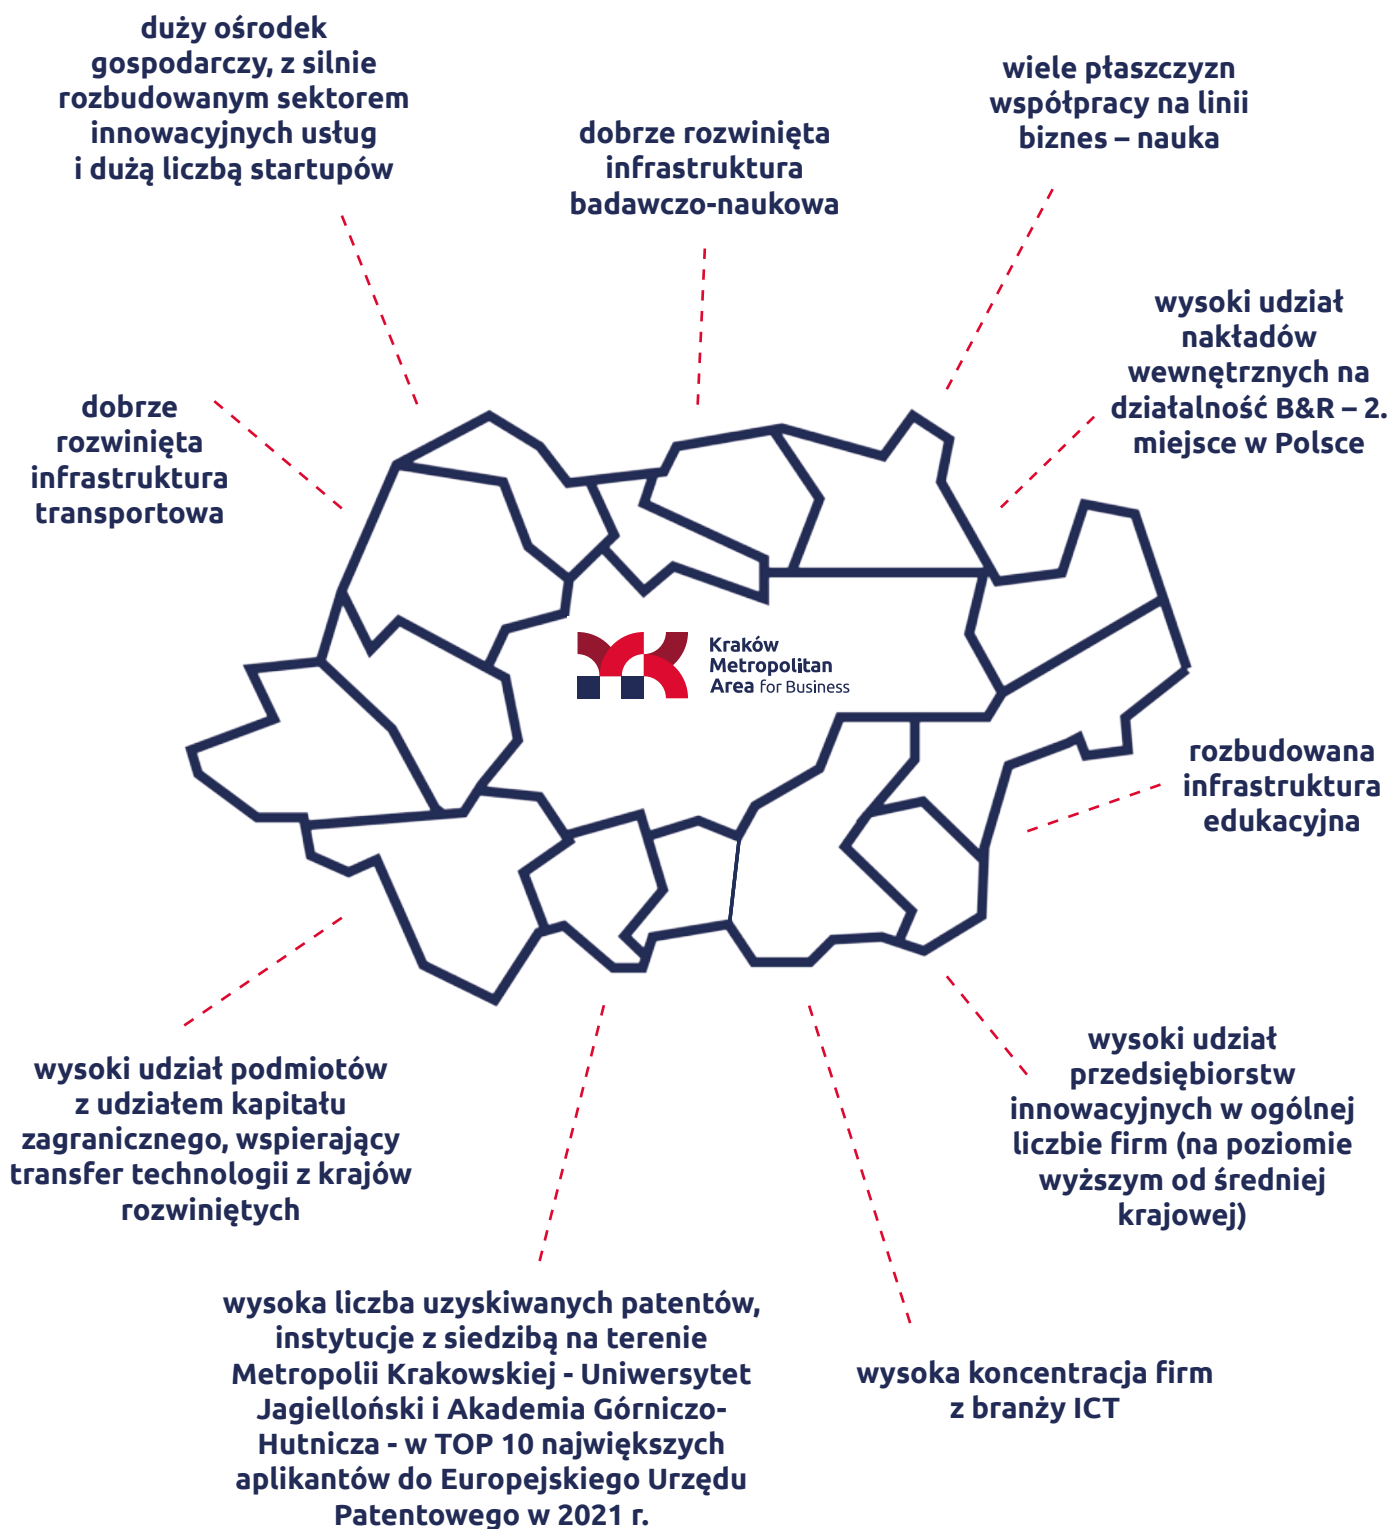 duży ośrodek
gospodarczy, z silnie
rozbudowanym sektorem
innowacyjnych usług
i dużą liczbą startupów
dobrze rozwinięta
infrastruktura
badawczo-naukowa
wiele płaszczyzn
współpracy na linii
biznes – nauka
wysoki udział
nakładów
wewnętrznych na
działalność B&R – 2.
miejsce w Polsce
dobrze
rozwinięta
infrastruktura
transportowa
Kraków
Metropolitan
Area for Business
rozbudowana
infrastruktura
edukacyjna
wysoki udział podmiotów
z udziałem kapitału
zagranicznego, wspierający
transfer technologii z krajów
rozwiniętych
wysoki udział
przedsiębiorstw
innowacyjnych w ogólnej
liczbie firm (na poziomie
wyższym od średniej
krajowej)
wysoka liczba uzyskiwanych patentów,
instytucje z siedzibą na terenie
Metropolii Krakowskiej - Uniwersytet
Jagielloński i Akademia Górniczo-
Hutnicza - w TOP 10 największych
aplikantów do Europejskiego Urzędu
Patentowego w 2021 r.
wysoka koncentracja firm
z branży ICT